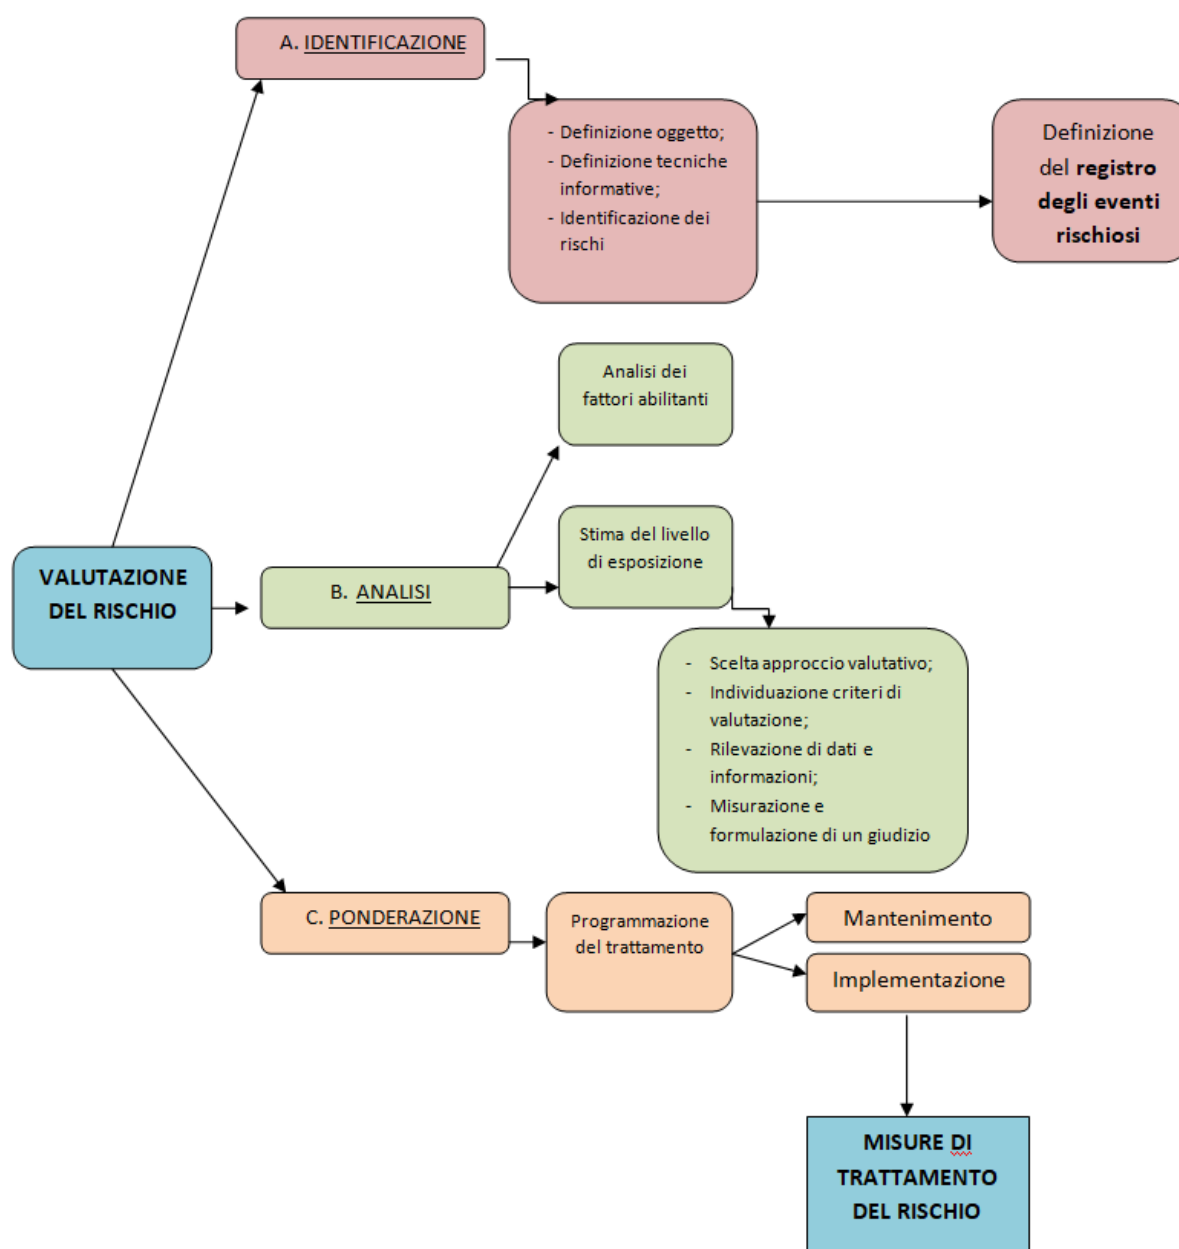 A. IDENTIFICAZIONE
- Definizione oggetto;
- Definizione tecniche
informative;
- Identificazione dei
rischi
Definizione
del registro
degli eventi
rischiosi
Analisi dei
fattori abilitanti
Stima del livello
di esposizione
VALUTAZIONE
DEL RISCHIO
B. ANALISI
- Scelta approccio valutativo;
- Individuazione criteri di
valutazione;
- Rilevazione di dati e
informazioni;
- Misurazione e
formulazione di un giudizio
C. PONDERAZIONE
Programmazione
del trattamento
Mantenimento
Implementazione
MISURE DI
TRATTAMENTO
DEL RISCHIO